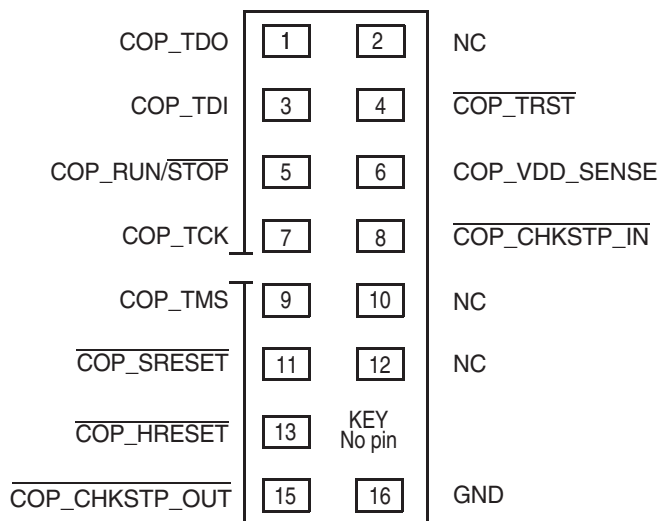 COP_TDO 1 2 NC
COP_TDI 3 4 COP_TRST
COP_RUN/STOP 5 6 COP_VDD_SENSE
COP_TCK 7 8 COP_CHKSTP_IN
COP_TMS 9 10 NC
COP_SRESET 11 12 NC
COP_HRESET 13 KEY
No pin
COP_CHKSTP_OUT 15 16 GND